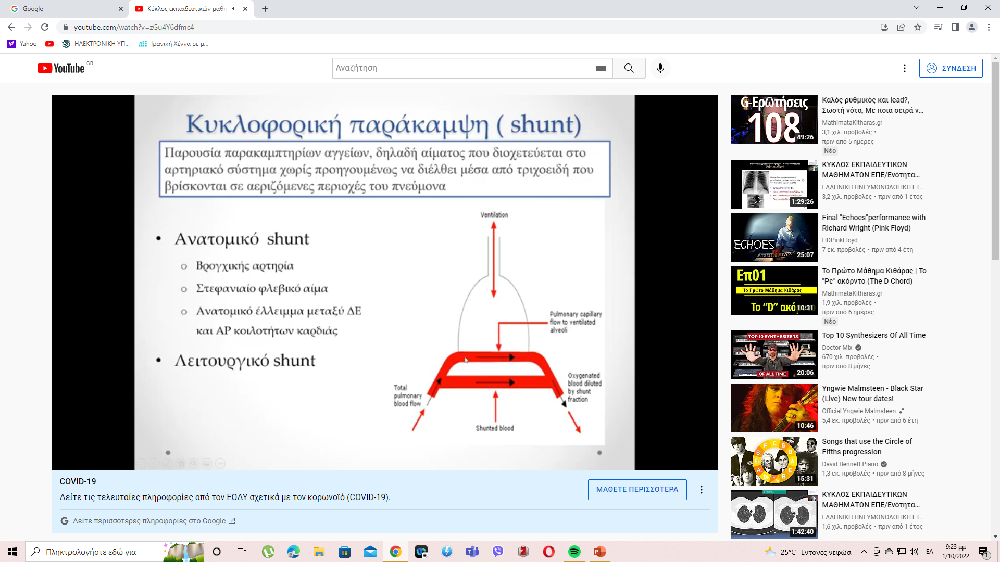 Google
Κύκλος εκπαιδευτικών μαθη
youtube.com/watch?v=zGu4Y6dfmc4
Yahoo
ΗΛΕΚΤΡΟΝΙΚΗ ΥΠ...
Ιρανική Χέννα σε μ...
YouTube GR
Αναζήτηση
ΣΥΝΔΕΣΗ
Κυκλοφορική παράκαμψη ( shunt)
Παρουσία παρακαμπτηρίων αγγείων, δηλαδή αίματος που διοχετεύεται στο
αρτηριακό σύστημα χωρίς προηγουμένως να διέλθει μέσα από τριχοειδή που
βρίσκονται σε αεριζόμενες περιοχές του πνεύμονα
• Ανατομικό shunt
o Βρογχικής αρτηρία
o Στεφανιαίο φλεβικό αίμα
o Ανατομικό έλλειμμα μεταξύ ΔΕ
και ΑΡ κοιλοτήτων καρδιάς
• Λειτουργικό shunt
Ventilation
Pulmonary capillary
flow to ventilated
alveoli
Total
pulmonary
blood flow
Oxygenated
blood diluted
by shunt
fraction
Shunted blood
COVID-19
Δείτε τις τελευταίες πληροφορίες από τον ΕΟΔΥ σχετικά με τον κορωνοϊό (COVID-19).
ΜΑΘΕΤΕ ΠΕΡΙΣΣΟΤΕΡΑ
Δείτε περισσότερες πληροφορίες στο Google
G-Ερωτήσεις
108
49:26
Καλός ρυθμικός και lead?,
Σωστή νότα, Με ποια σειρά ν...
MathimataKitharas.gr
3,1 χιλ. προβολές •
πριν από 5 ημέρες
Νέο
1:29:26
ΚΥΚΛΟΣ ΕΚΠΑΙΔΕΥΤΙΚΩΝ
ΜΑΘΗΜΑΤΩΝ ΕΠΕ/Ενότητα...
ΕΛΛΗΝΙΚΗ ΠΝΕΥΜΟΝΟΛΟΓΙΚΗ ΕΤ...
3,2 χιλ. προβολές • πριν από 1 έτος
ECHOES
25:07
Final "Echoes"performance with
Richard Wright (Pink Floyd)
HDPinkFloyd
7 εκ. προβολές • πριν από 4 έτη
Επ01
Το Πρώτο Μάθημα Κιθάρας
Το “D” ακό
10:31
Το Πρώτο Μάθημα Κιθάρας | Το
"Ρε" ακόρντο (The D Chord)
MathimataKitharas.gr
1,9 χιλ. προβολές •
πριν από 6 ημέρες
Νέο
TOP 10 SYNTHESIZERS
OF ALL TIME
20:06
Top 10 Synthesizers Of All Time
Doctor Mix
670 χιλ. προβολές •
πριν από 8 μήνες
10:46
Yngwie Malmsteen - Black Star
(Live) New tour dates!
Official Yngwie Malmsteen
5,4 εκ. προβολές • πριν από 6 έτη
15:31
Songs that use the Circle of
Fifths progression
David Bennett Piano
1,3 εκ. προβολές • πριν από 8 μήνες
1:42:40
ΚΥΚΛΟΣ ΕΚΠΑΙΔΕΥΤΙΚΩΝ
ΜΑΘΗΜΑΤΩΝ ΕΠΕ/Ενότητα...
ΕΛΛΗΝΙΚΗ ΠΝΕΥΜΟΝΟΛΟΓΙΚΗ ΕΤ...
1,6 χιλ. προβολές • πριν από 1 έτος
Πληκτρολογήστε εδώ για
25°C Έντονες νεφώσ.
ΕΛ
9:23 μμ
1/10/2022
1